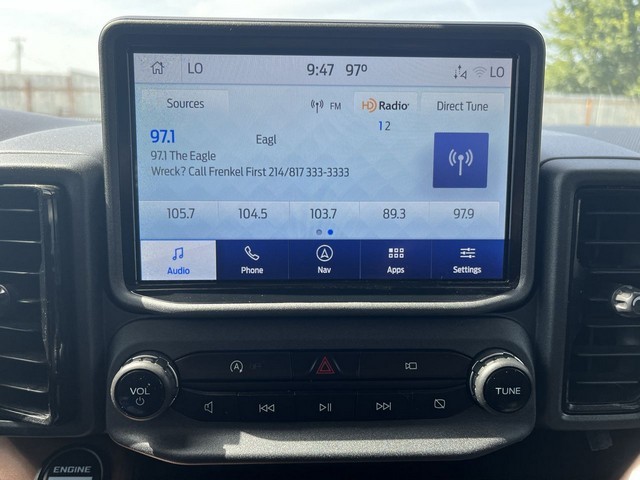 LO 9:47 97° LO
Sources FM HD Radio Direct Tune
1 2
97.1 Eagl
97.1 The Eagle
Wreck? Call Frenkel First 214/817 333-3333
105.7 104.5 103.7 89.3 97.9
Audio Phone Nav Apps Settings
VOL TUNE
ENGINE